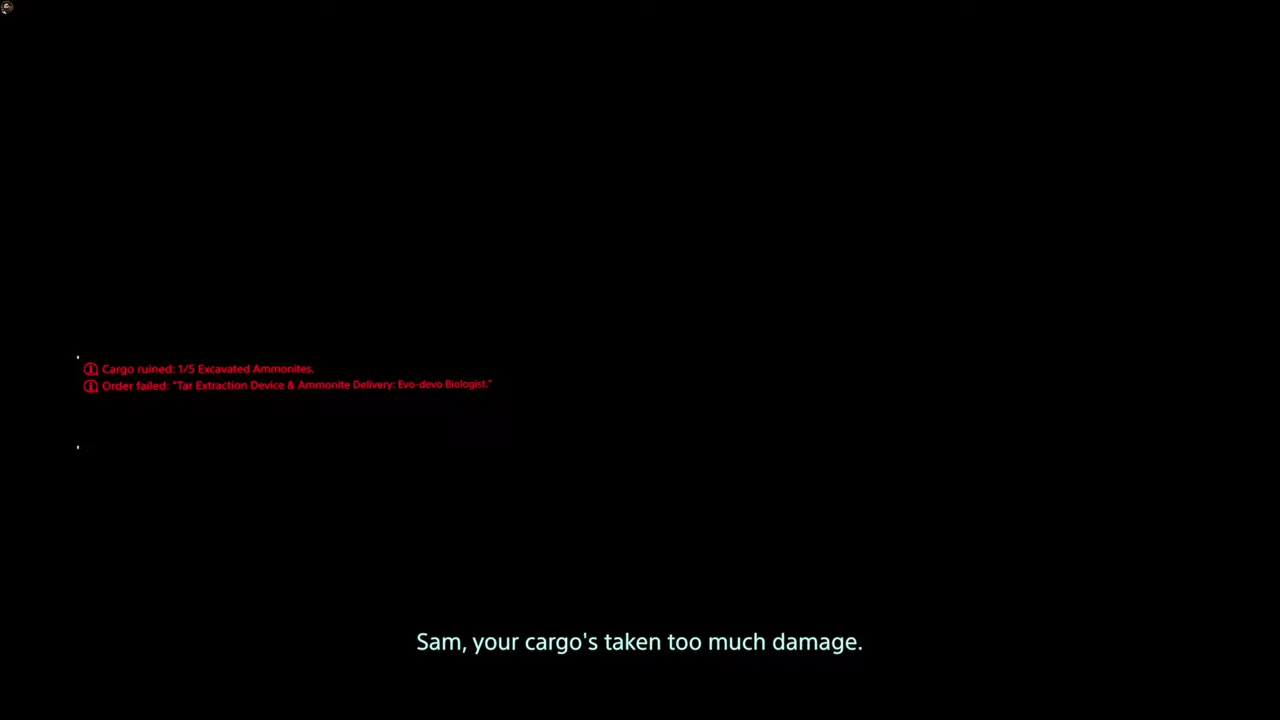 Cargo ruined: 1/5 Excavated Ammonites.
Order failed: "Tar Extraction Device & Ammonite Delivery: Evo-devo Biologist."
Sam, your cargo's taken too much damage.